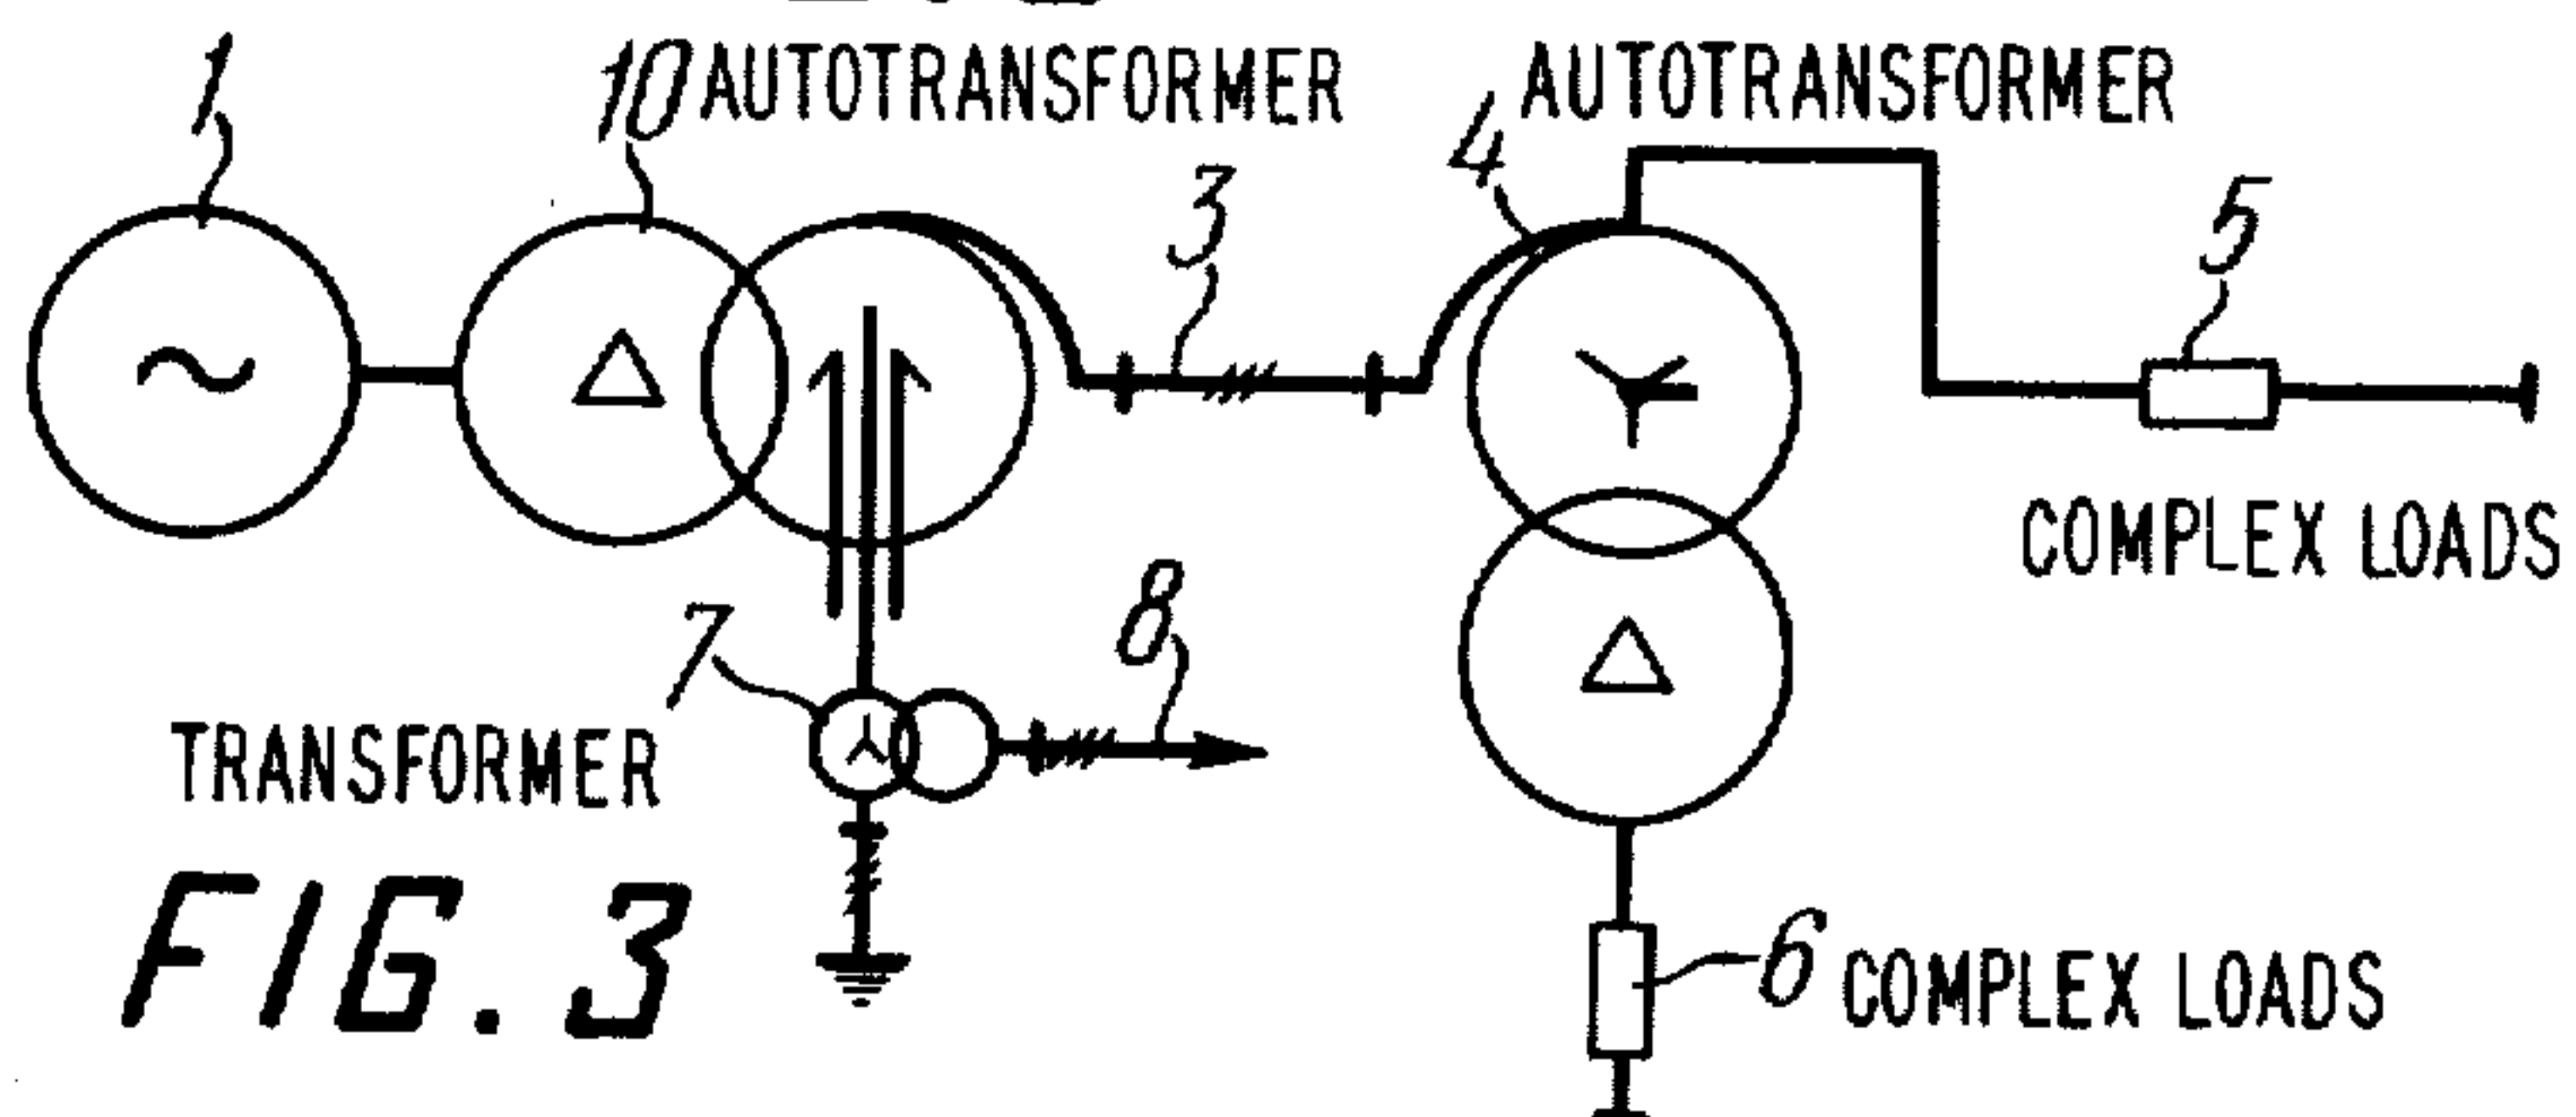 1
10 AUTOTRANSFORMER
AUTOTRANSFORMER
4
3
5
COMPLEX LOADS
8
7
TRANSFORMER
6 COMPLEX LOADS
FIG. 3